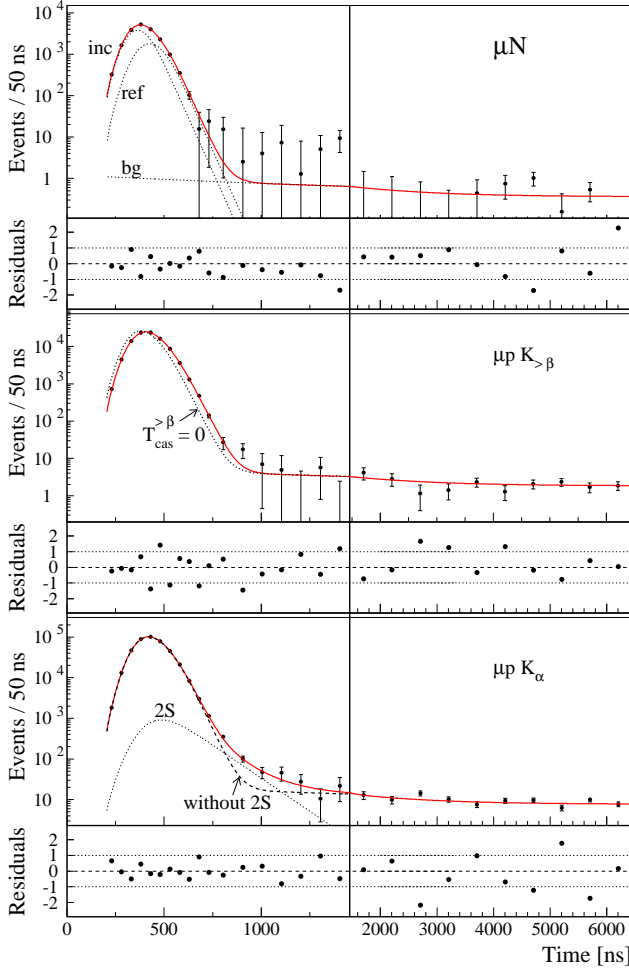 μN
Events / 50 ns
10⁴
10³
10²
10
1
inc
ref
bg
Residuals
2
1
0
-1
-2
μp K>β
Events / 50 ns
10⁴
10³
10²
10
1
T>βcas = 0
Residuals
2
1
0
-1
-2
μp Kα
Events / 50 ns
10⁵
10⁴
10³
10²
10
2S
without 2S
Residuals
2
1
0
-1
-2
0 500 1000 2000 3000 4000 5000 6000
Time [ns]